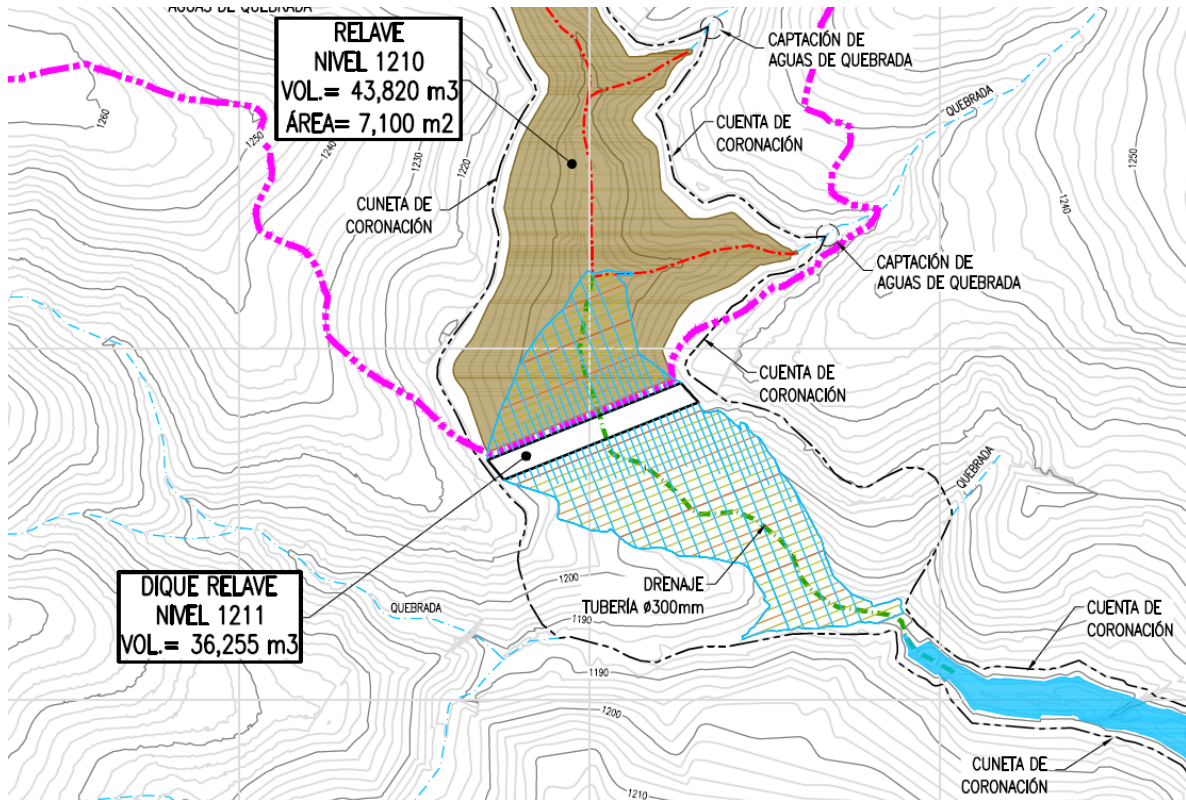 AGUAS DE QUEBRADA
RELAVE
NIVEL 1210
VOL.= 43,820 m3
ÁREA= 7,100 m2
CAPTACIÓN DE
AGUAS DE QUEBRADA
QUEBRADA
CUENTA DE
CORONACIÓN
1260
1250
1240
1230
1220
1250
1240
CUNETA DE
CORONACIÓN
CAPTACIÓN DE
AGUAS DE QUEBRADA
CUENTA DE
CORONACIÓN
QUEBRADA
DIQUE RELAVE
NIVEL 1211
VOL.= 36,255 m3
QUEBRADA
1200
1190
DRENAJE
TUBERÍA Ø300mm
CUENTA DE
CORONACIÓN
1190
1200
CUNETA DE
CORONACIÓN
1210